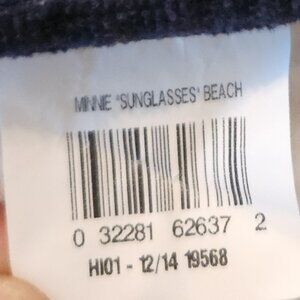 MINNIE "SUNGLASSES" BEACH
0 32281 62637 2
HI01 - 12/14 19568